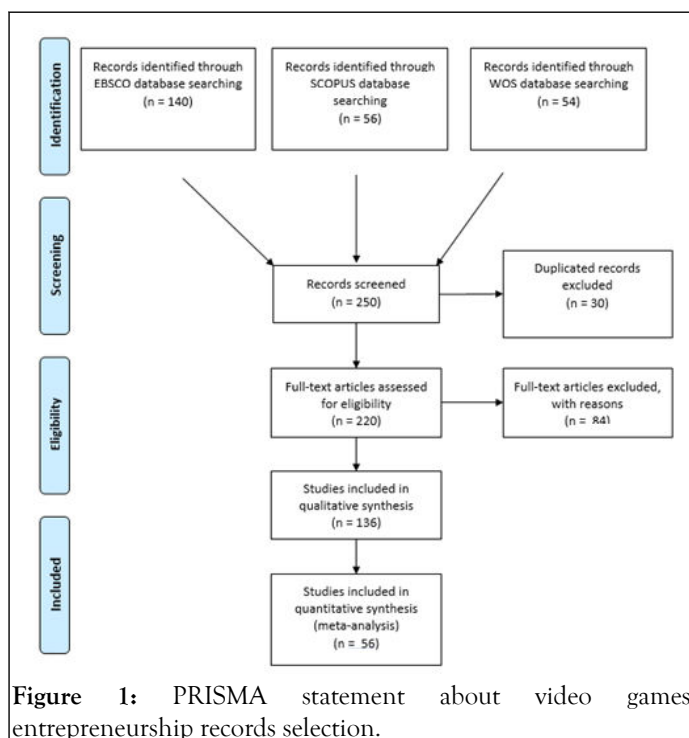 Identification
Records identified through
EBSCO database searching
(n = 140)
Records identified through
SCOPUS database
searching
(n = 56)
Records identified through
WOS database searching
(n = 54)
Screening
Records screened
(n = 250)
Duplicated records
excluded
(n = 30)
Eligibility
Full-text articles assessed
for eligibility
(n = 220)
Full-text articles excluded,
with reasons
(n = 84)
Studies included in
qualitative synthesis
(n = 136)
Included
Studies included in
quantitative synthesis
(meta-analysis)
(n = 56)
Figure 1: PRISMA statement about video games
entrepreneurship records selection.